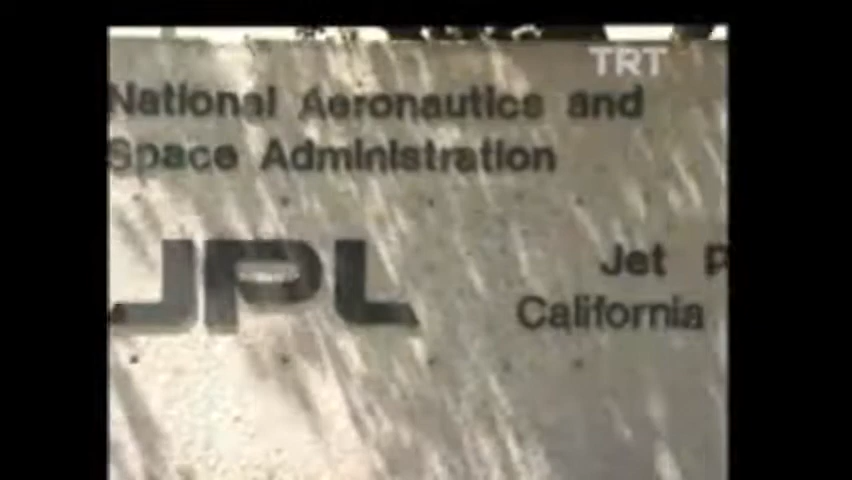 TRT
National Aeronautics and
Space Administration
JPL
Jet P
California